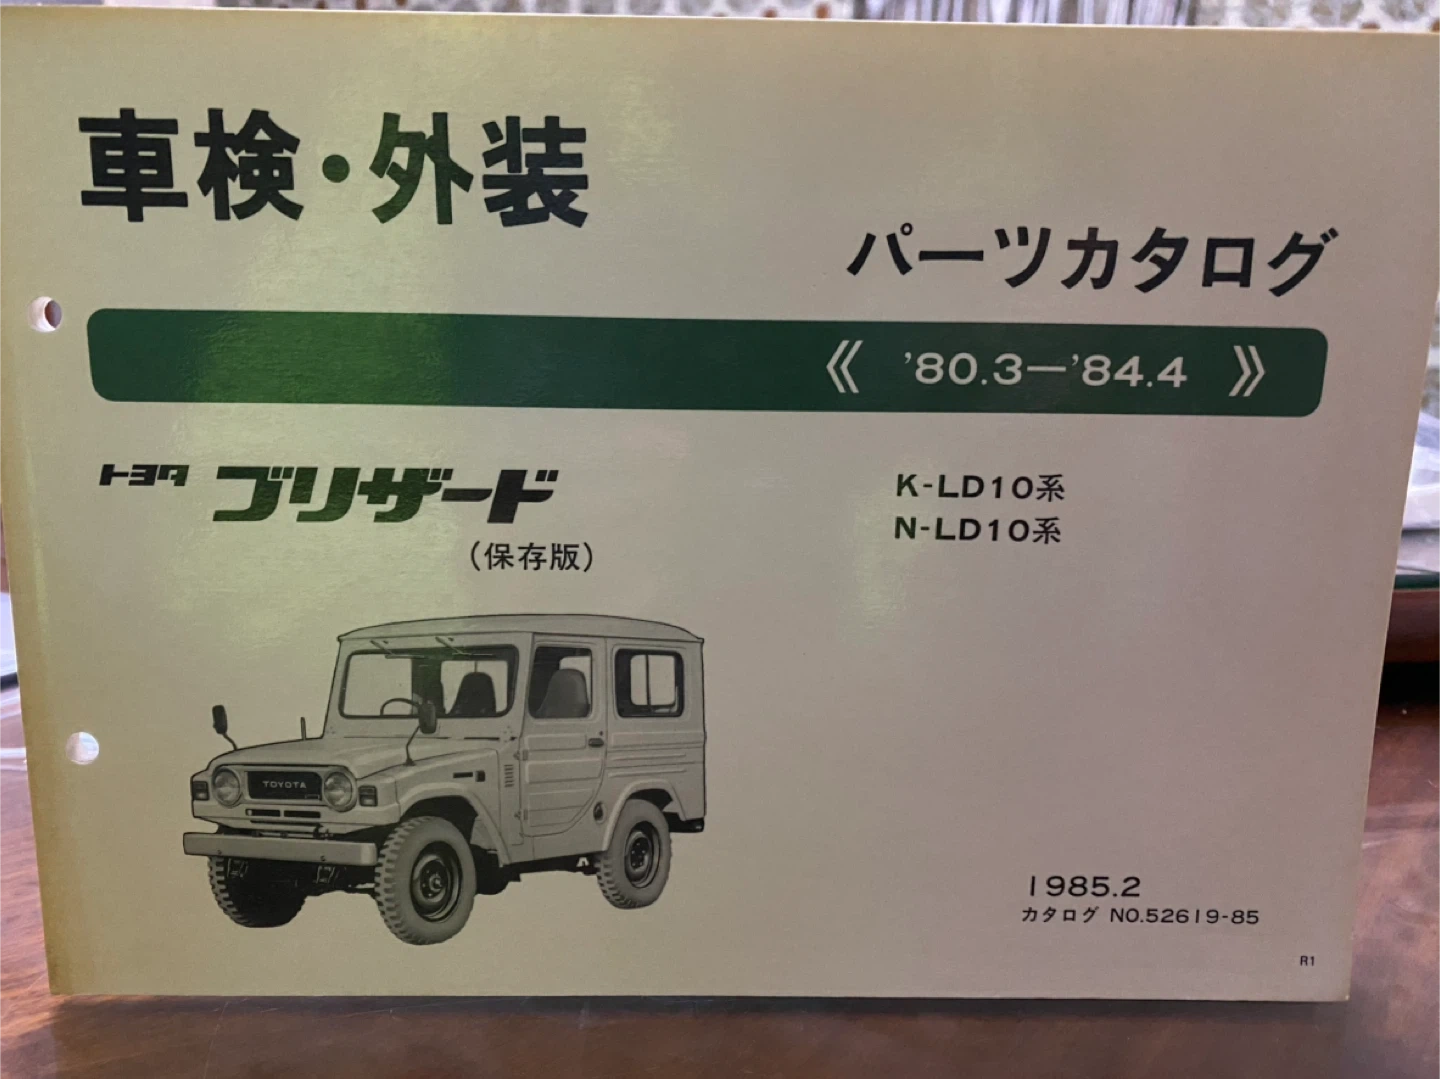 車検・外装
パーツカタログ
《 '80.3—'84.4 》
トヨタ ブリザード
(保存版)
K-LD10系
N-LD10系
TOYOTA
1985.2
カタログ NO.52619-85
R1